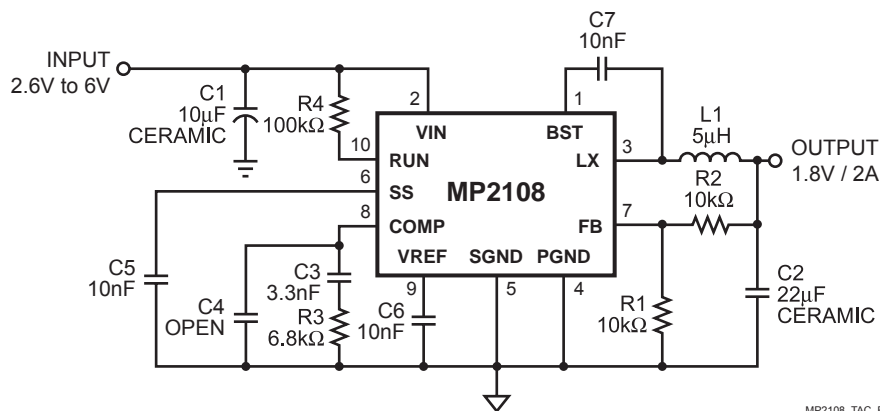 C7
10nF
INPUT
2.6V to 6V
C1
10µF
CERAMIC
R4
100kΩ
2
1
VIN
BST
L1
5µH
10
RUN
LX
3
OUTPUT
1.8V / 2A
6
SS
MP2108
R2
10kΩ
8
COMP
FB
7
VREF
SGND
PGND
C5
10nF
C4
OPEN
C3
3.3nF
R3
6.8kΩ
9
C6
10nF
5
4
R1
10kΩ
C2
22µF
CERAMIC